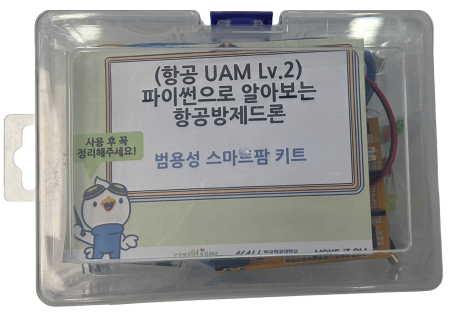 (항공 UAM Lv.2)
파이썬으로 알아보는
항공방제드론
범용성 스마트팜 키트
사용 후 꼭
정리해주세요!